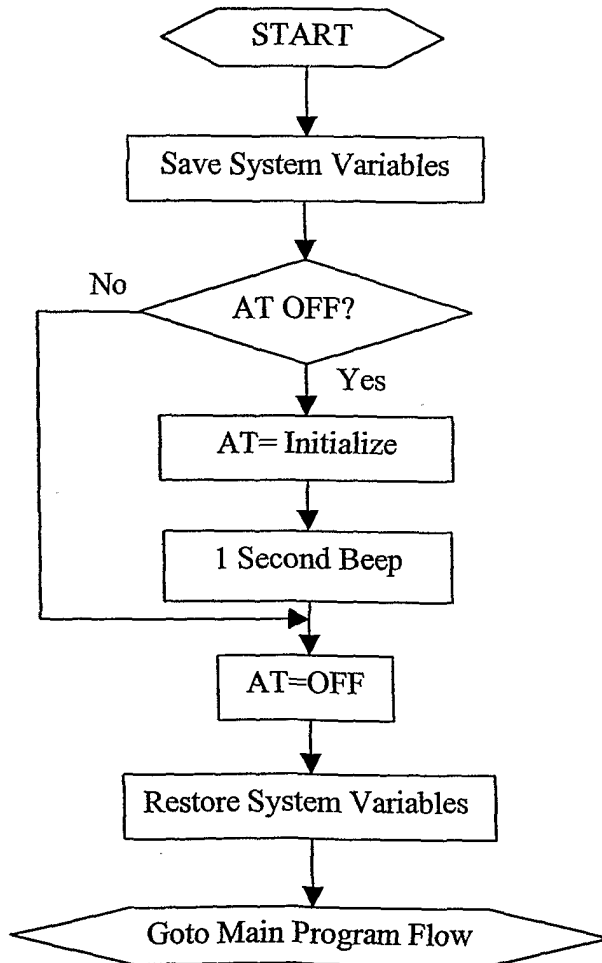 START
Save System Variables
No
AT OFF?
Yes
AT= Initialize
1 Second Beep
AT=OFF
Restore System Variables
Goto Main Program Flow